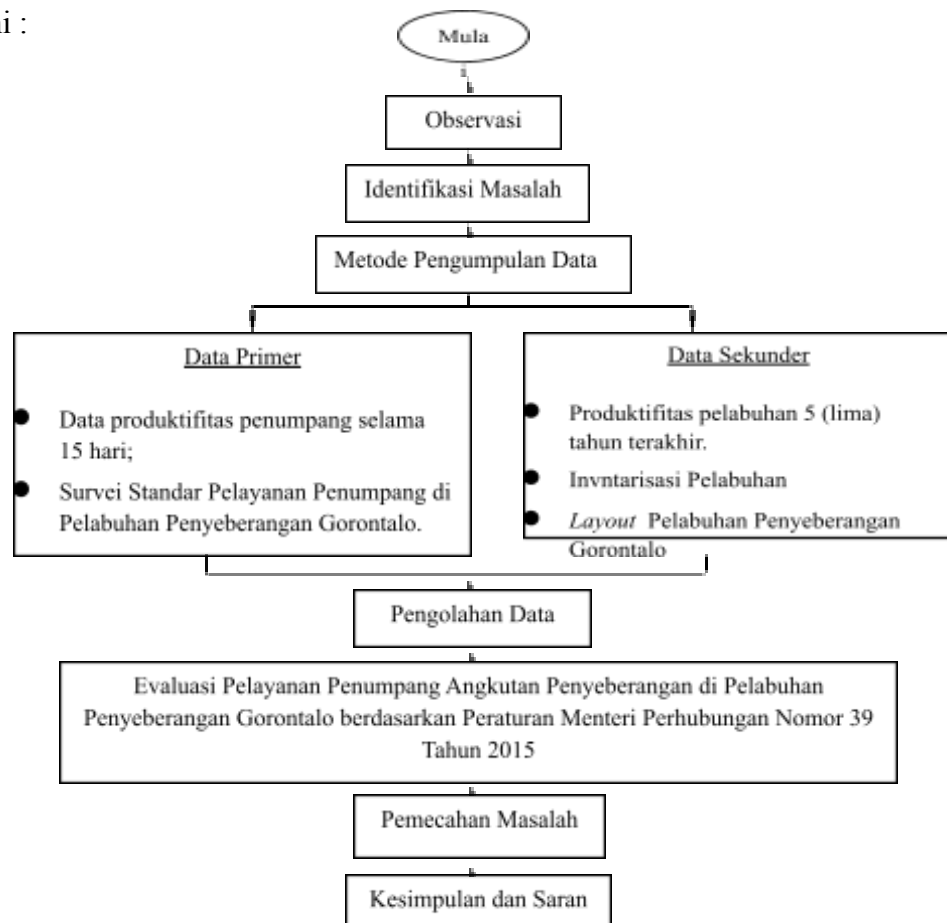 ni :
Mula
i
Observasi
Identifikasi Masalah
Metode Pengumpulan Data
Data Primer
● Data produktifitas penumpang selama
15 hari;
● Survei Standar Pelayanan Penumpang di
Pelabuhan Penyeberangan Gorontalo.
Data Sekunder
● Produktifitas pelabuhan 5 (lima)
tahun terakhir.
● Invntarisasi Pelabuhan
● Layout Pelabuhan Penyeberangan
Gorontalo
Pengolahan Data
Evaluasi Pelayanan Penumpang Angkutan Penyeberangan di Pelabuhan
Penyeberangan Gorontalo berdasarkan Peraturan Menteri Perhubungan Nomor 39
Tahun 2015
Pemecahan Masalah
Kesimpulan dan Saran